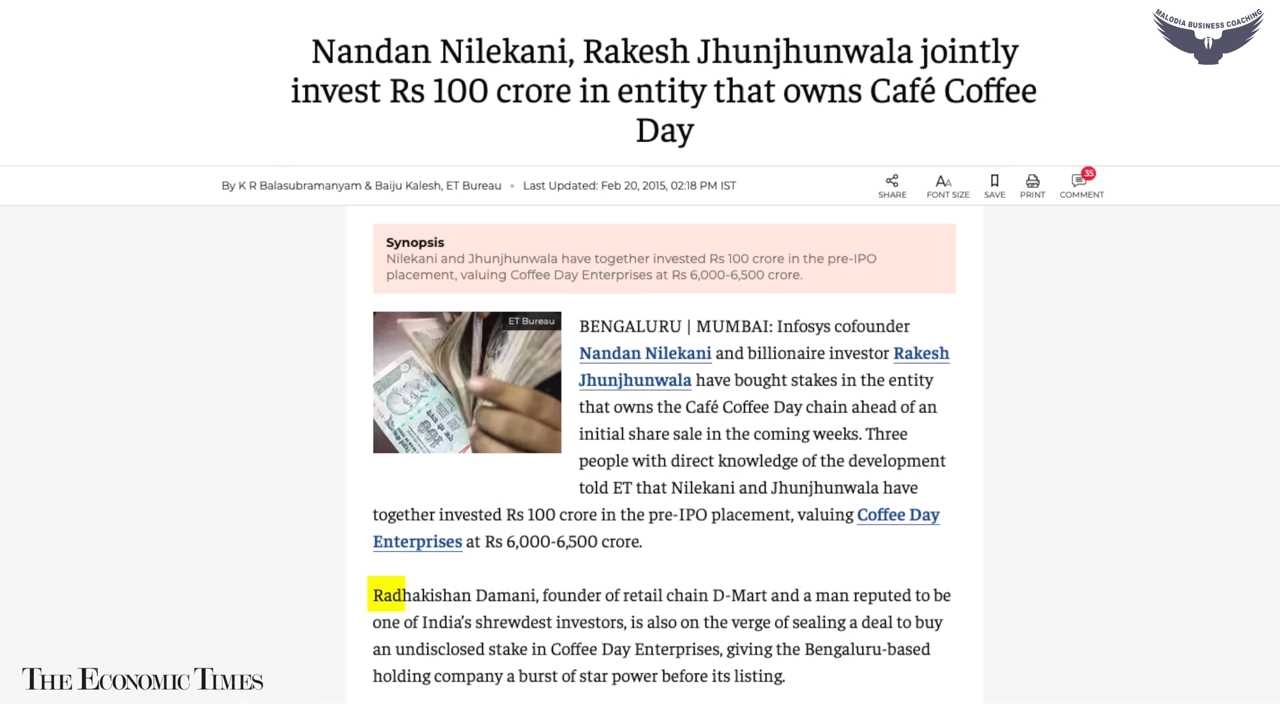 MALODIA BUSINESS COACHING
Nandan Nilekani, Rakesh Jhunjhunwala jointly
invest Rs 100 crore in entity that owns Café Coffee
Day
By K R Balasubramanyam & Baiju Kalesh, ET Bureau • Last Updated: Feb 20, 2015, 02:18 PM IST
SHARE
AA
FONT SIZE
SAVE
PRINT
35
COMMENT
Synopsis
Nilekani and Jhunjhunwala have together invested Rs 100 crore in the pre-IPO
placement, valuing Coffee Day Enterprises at Rs 6,000-6,500 crore.
ET Bureau
BENGALURU | MUMBAI: Infosys cofounder
Nandan Nilekani and billionaire investor Rakesh
Jhunjhunwala have bought stakes in the entity
that owns the Café Coffee Day chain ahead of an
initial share sale in the coming weeks. Three
people with direct knowledge of the development
told ET that Nilekani and Jhunjhunwala have
together invested Rs 100 crore in the pre-IPO placement, valuing Coffee Day
Enterprises at Rs 6,000-6,500 crore.
Radhakishan Damani, founder of retail chain D-Mart and a man reputed to be
one of India's shrewdest investors, is also on the verge of sealing a deal to buy
an undisclosed stake in Coffee Day Enterprises, giving the Bengaluru-based
holding company a burst of star power before its listing.
THE ECONOMIC TIMES